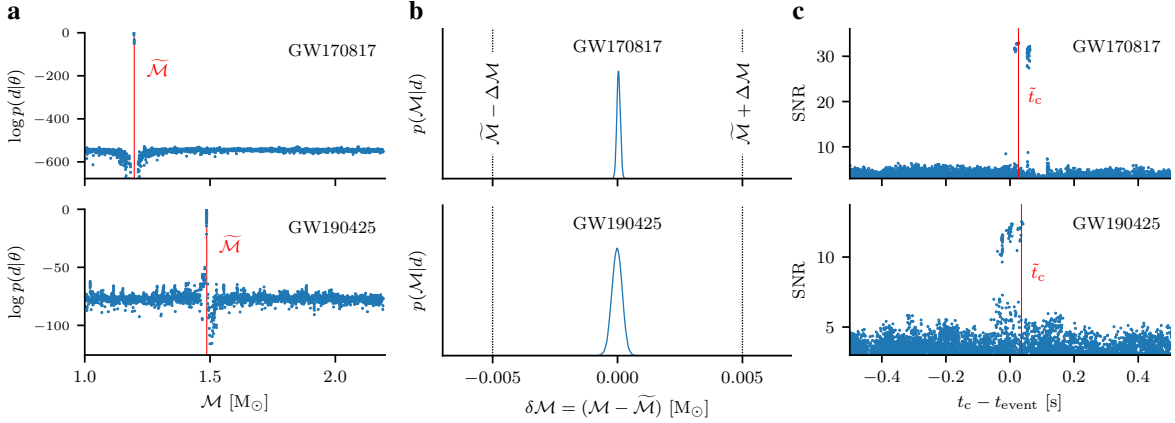 a
b
c
GW170817
GW170817
GW170817
0
−200
−400
−600
log p(d|θ)
M̃
p(M|d)
M̃ − ΔM
M̃ + ΔM
SNR
30
20
10
t̃c
GW190425
GW190425
GW190425
0
−50
−100
log p(d|θ)
M̃
p(M|d)
SNR
10
5
t̃c
1.0
1.5
2.0
−0.005
0.000
0.005
−0.4
−0.2
0.0
0.2
0.4
M [M⊙]
δM = (M − M̃) [M⊙]
tc − tevent [s]